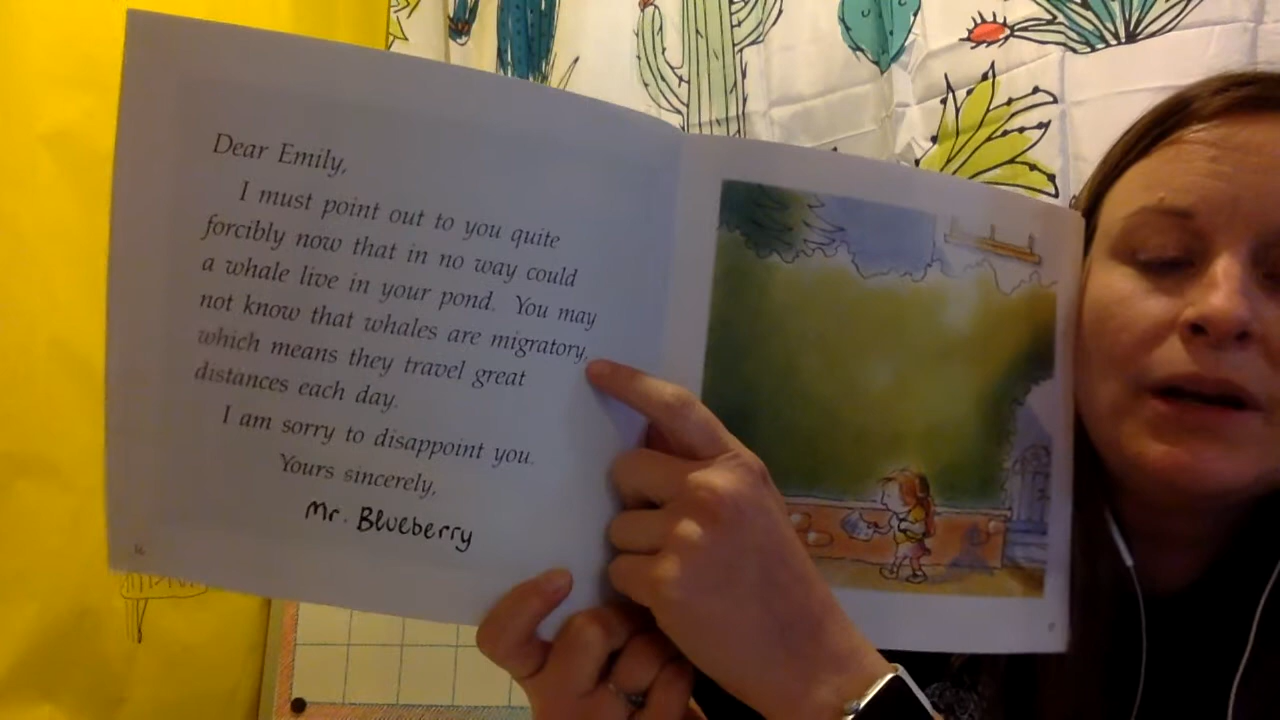 Dear Emily,
I must point out to you quite
forcibly now that in no way could
a whale live in your pond. You may
not know that whales are migratory,
which means they travel great
distances each day.
I am sorry to disappoint you.
Yours sincerely,
Mr. Blueberry
16